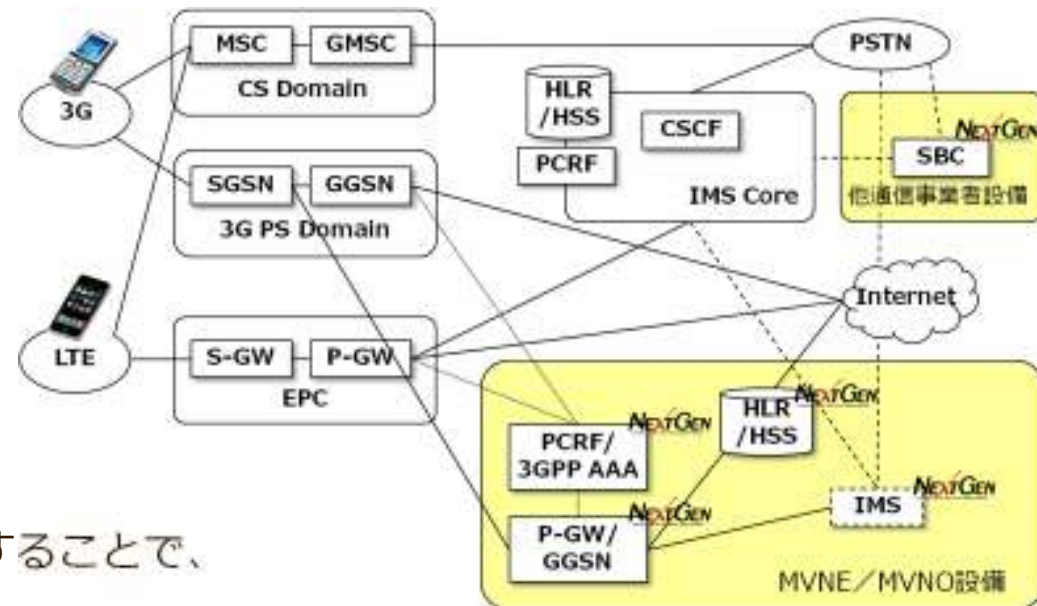 MSC
GMSC
CS Domain
3G
SGSN
GGSN
3G PS Domain
LTE
S-GW
P-GW
EPC
HLR
/HSS
PCRF
CSCF
IMS Core
PSTN
NEXTGEN
SBC
他通信事業者設備
Internet
NEXTGEN
HLR
/HSS
NEXTGEN
PCRF/
3GPP AAA
NEXTGEN
IMS
NEXTGEN
P-GW/
GGSN
MVNE／MVNO設備
することで、